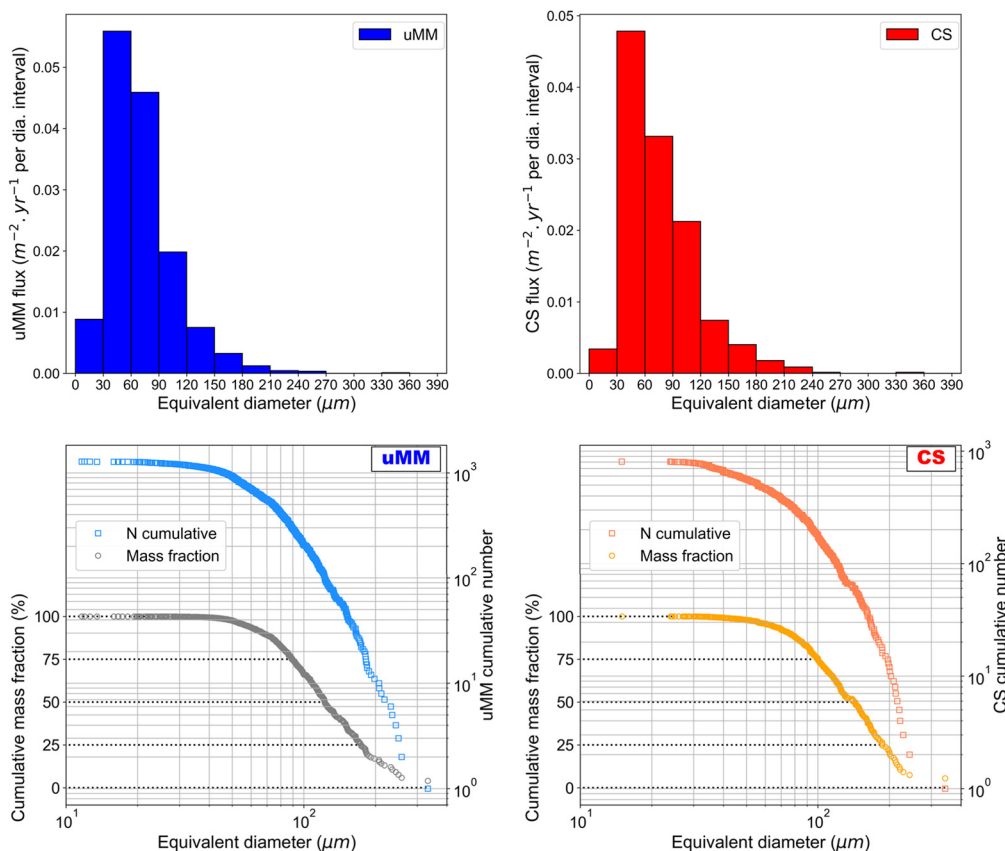 uMM
uMM flux (m⁻². yr⁻¹ per dia. interval)
0.05
0.04
0.03
0.02
0.01
0.00
0 30 60 90 120 150 180 210 240 270 300 330 360 390
Equivalent diameter (μm)
CS
CS flux (m⁻². yr⁻¹ per dia. interval)
0.05
0.04
0.03
0.02
0.01
0.00
0 30 60 90 120 150 180 210 240 270 300 330 360 390
Equivalent diameter (μm)
uMM
N cumulative
Mass fraction
Cumulative mass fraction (%)
100
75
50
25
0
uMM cumulative number
10³
10²
10¹
10⁰
10¹ 10²
Equivalent diameter (μm)
CS
N cumulative
Mass fraction
Cumulative mass fraction (%)
100
75
50
25
0
CS cumulative number
10³
10²
10¹
10⁰
10¹ 10²
Equivalent diameter (μm)